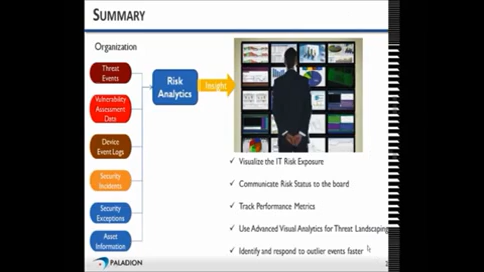 SUMMARY
Organization
Threat
Events
Vulnerability
Assessment
Data
Device
Event Logs
Security
Incidents
Security
Exceptions
Asset
Information
Risk
Analytics
Insight
✓ Visualize the IT Risk Exposure
✓ Communicate Risk Status to the board
✓ Track Performance Metrics
✓ Use Advanced Visual Analytics for Threat Landscaping
✓ Identify and respond to outlier events faster
PALADION